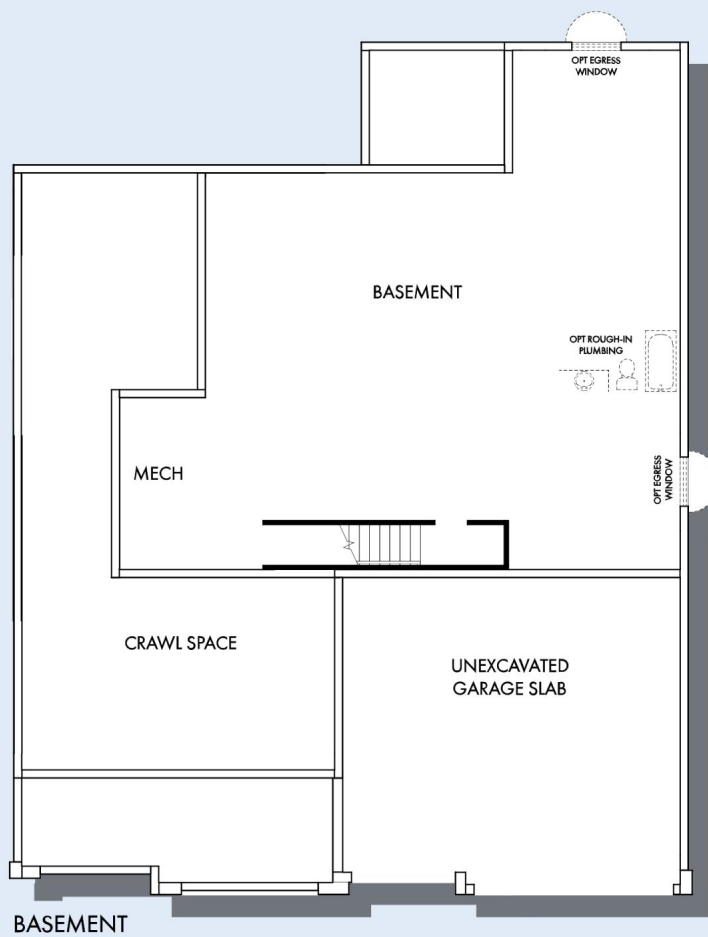 OPT EGRESS
WINDOW
BASEMENT
OPT ROUGH-IN
PLUMBING
MECH
OPT EGRESS
WINDOW
CRAWL SPACE
UNEXCAVATED
GARAGE SLAB
BASEMENT